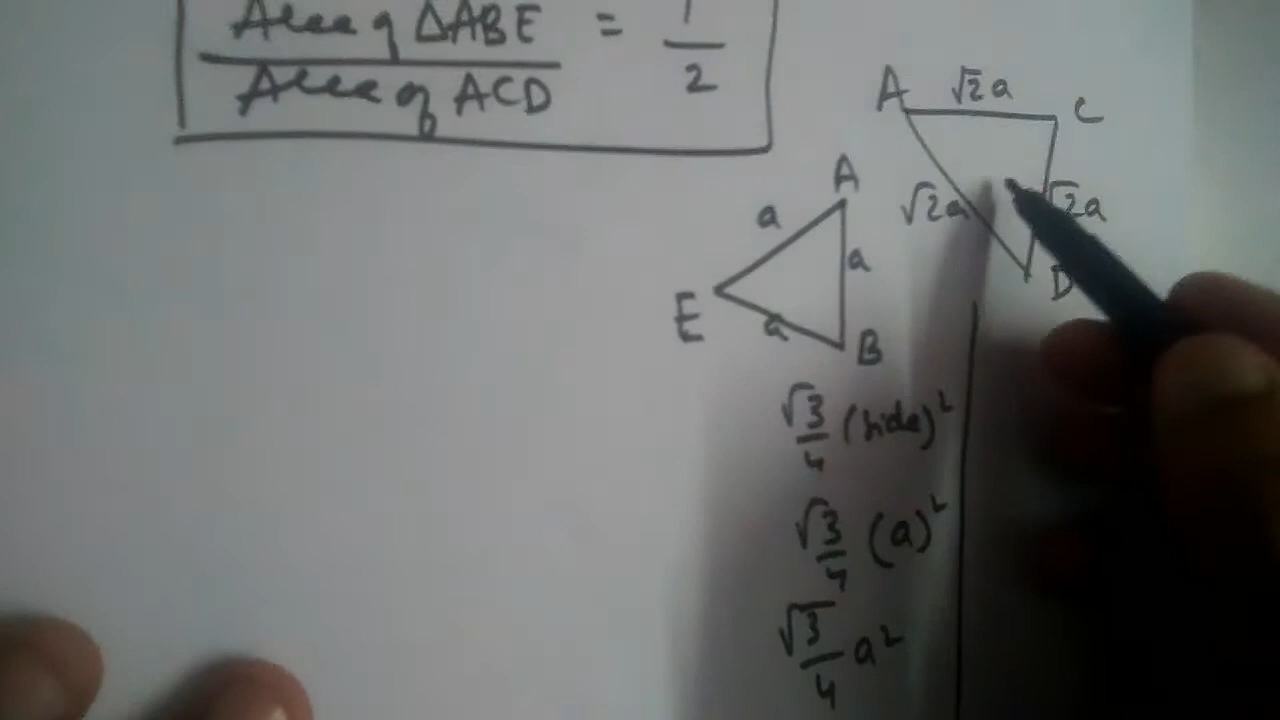 Area of ΔABE = 1
Area of ACD 2
A √2a C
√2a √2a
D
A
a a
E a B
√3/4 (side)²
√3/4 (a)²
√3/4 a²